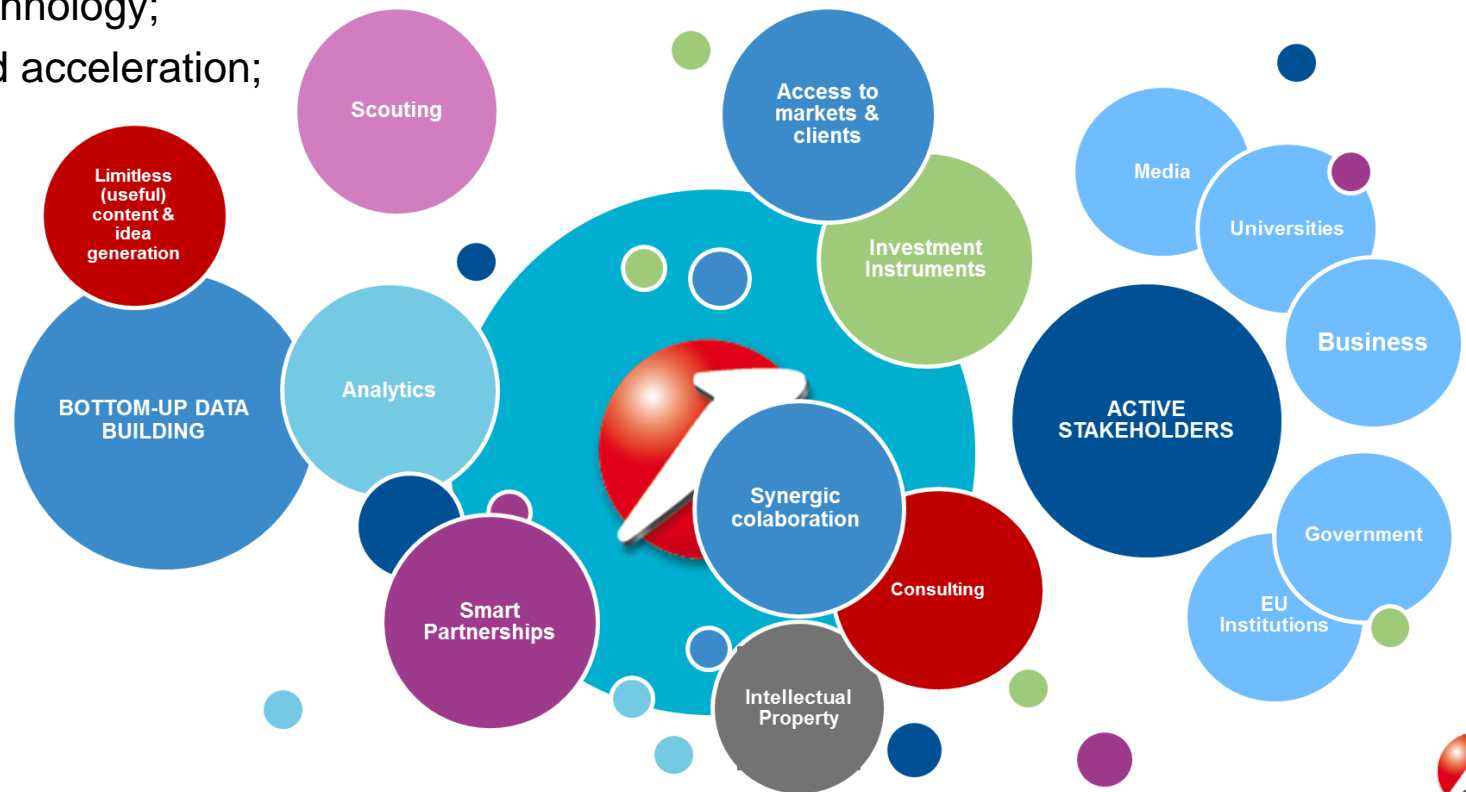 hnology;
d acceleration;
Scouting
Access to
markets &
clients
Limitless
(useful)
content &
idea
generation
Media
Universities
Investment
Instruments
Business
Analytics
BOTTOM-UP DATA
BUILDING
ACTIVE
STAKEHOLDERS
Synergic
colaboration
Government
Consulting
EU
Institutions
Smart
Partnerships
Intellectual
Property